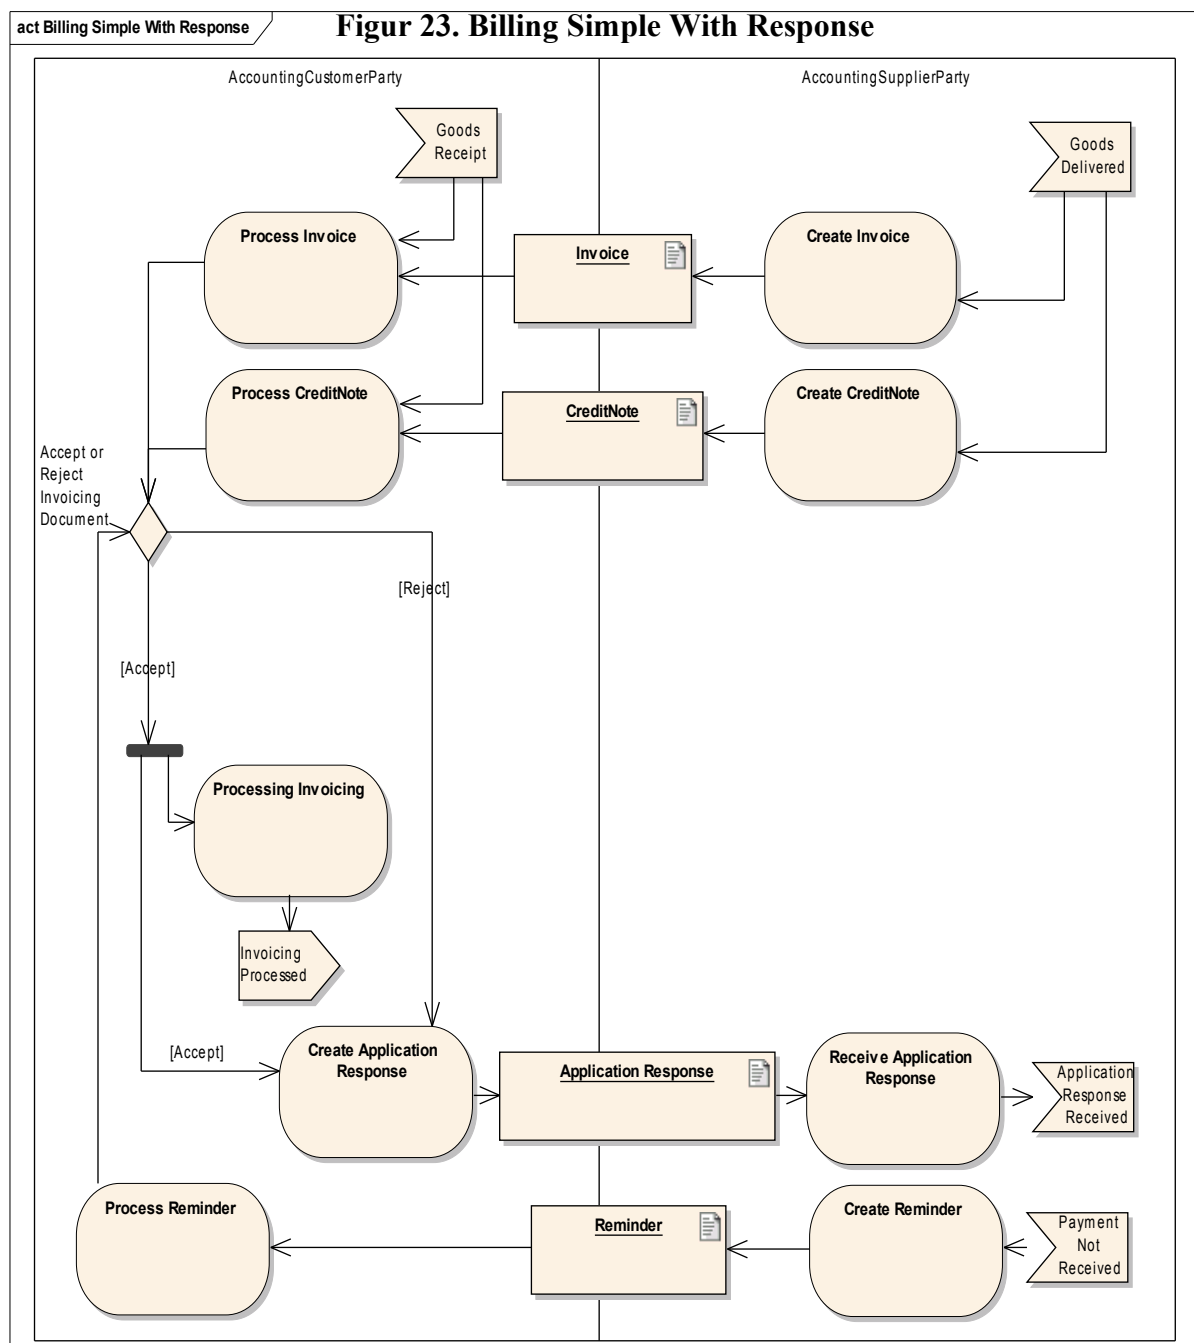 act Billing Simple With Response
Figur 23. Billing Simple With Response
AccountingCustomerParty
AccountingSupplierParty
Goods
Receipt
Goods
Delivered
Process Invoice
Invoice
Create Invoice
Process CreditNote
CreditNote
Create CreditNote
Accept or
Reject
Invoicing
Document
[Reject]
[Accept]
Processing Invoicing
Invoicing
Processed
[Accept]
Create Application
Response
Application Response
Receive Application
Response
Application
Response
Received
Process Reminder
Reminder
Create Reminder
Payment
Not
Received